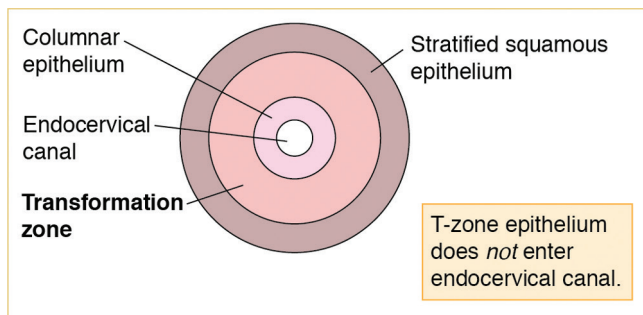 Columnar
epithelium
Stratified squamous
epithelium
Endocervical
canal
Transformation
zone
T-zone epithelium
does not enter
endocervical canal.